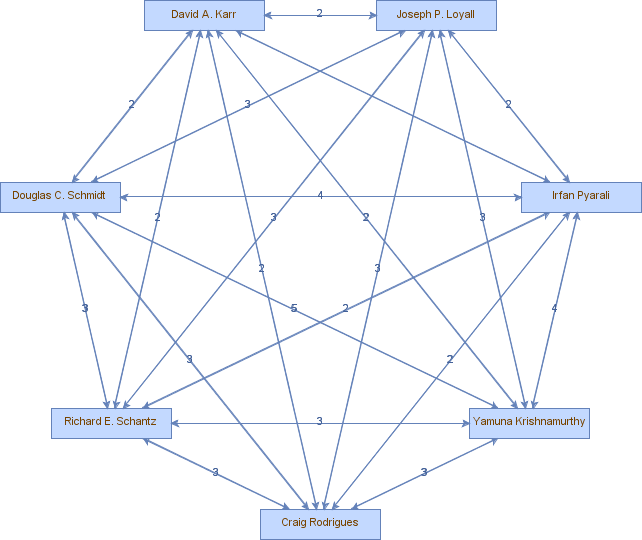 David A. Karr
2
Joseph P. Loyall
2
3
2
Douglas C. Schmidt
4
Irfan Pyarali
2
3
2
3
2
3
3
5
2
4
3
2
Richard E. Schantz
3
Yamuna Krishnamurthy
3
3
Craig Rodrigues